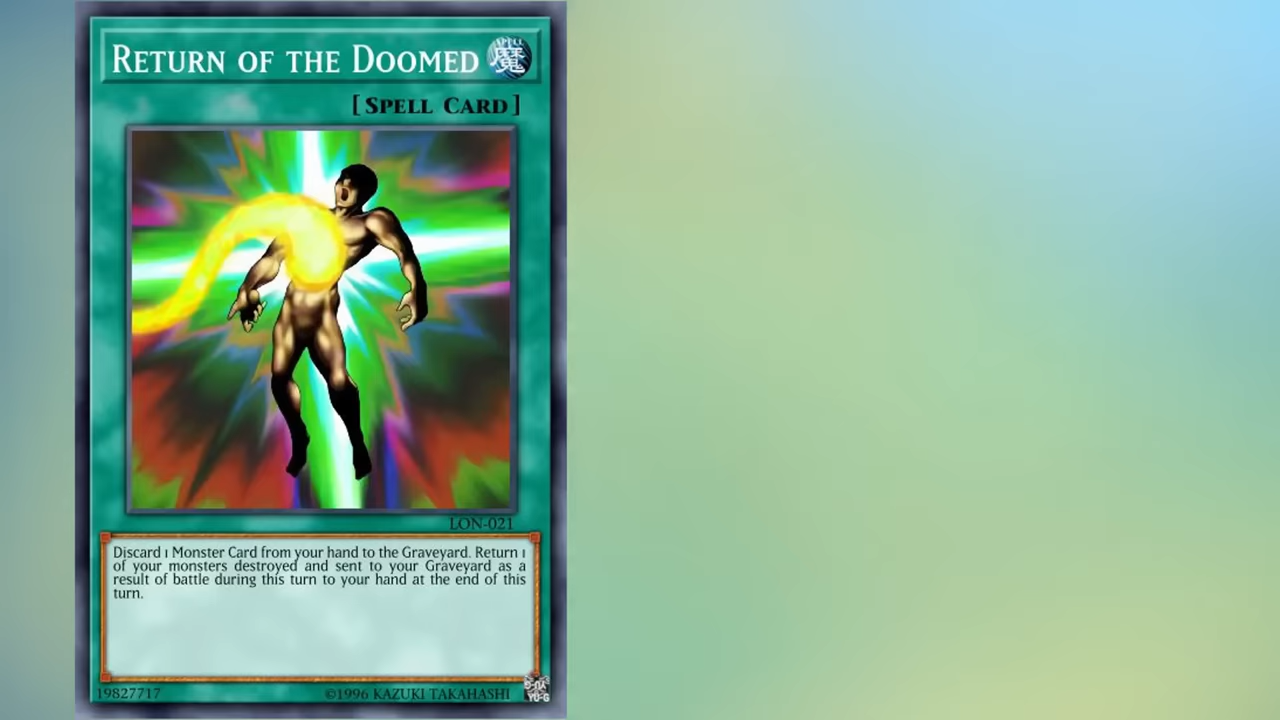 RETURN OF THE DOOMED
SPELL
魔
[SPELL CARD]
LON-021
Discard 1 Monster Card from your hand to the Graveyard. Return 1
of your monsters destroyed and sent to your Graveyard as a
result of battle during this turn to your hand at the end of this
turn.
19827717
©1996 KAZUKI TAKAHASHI